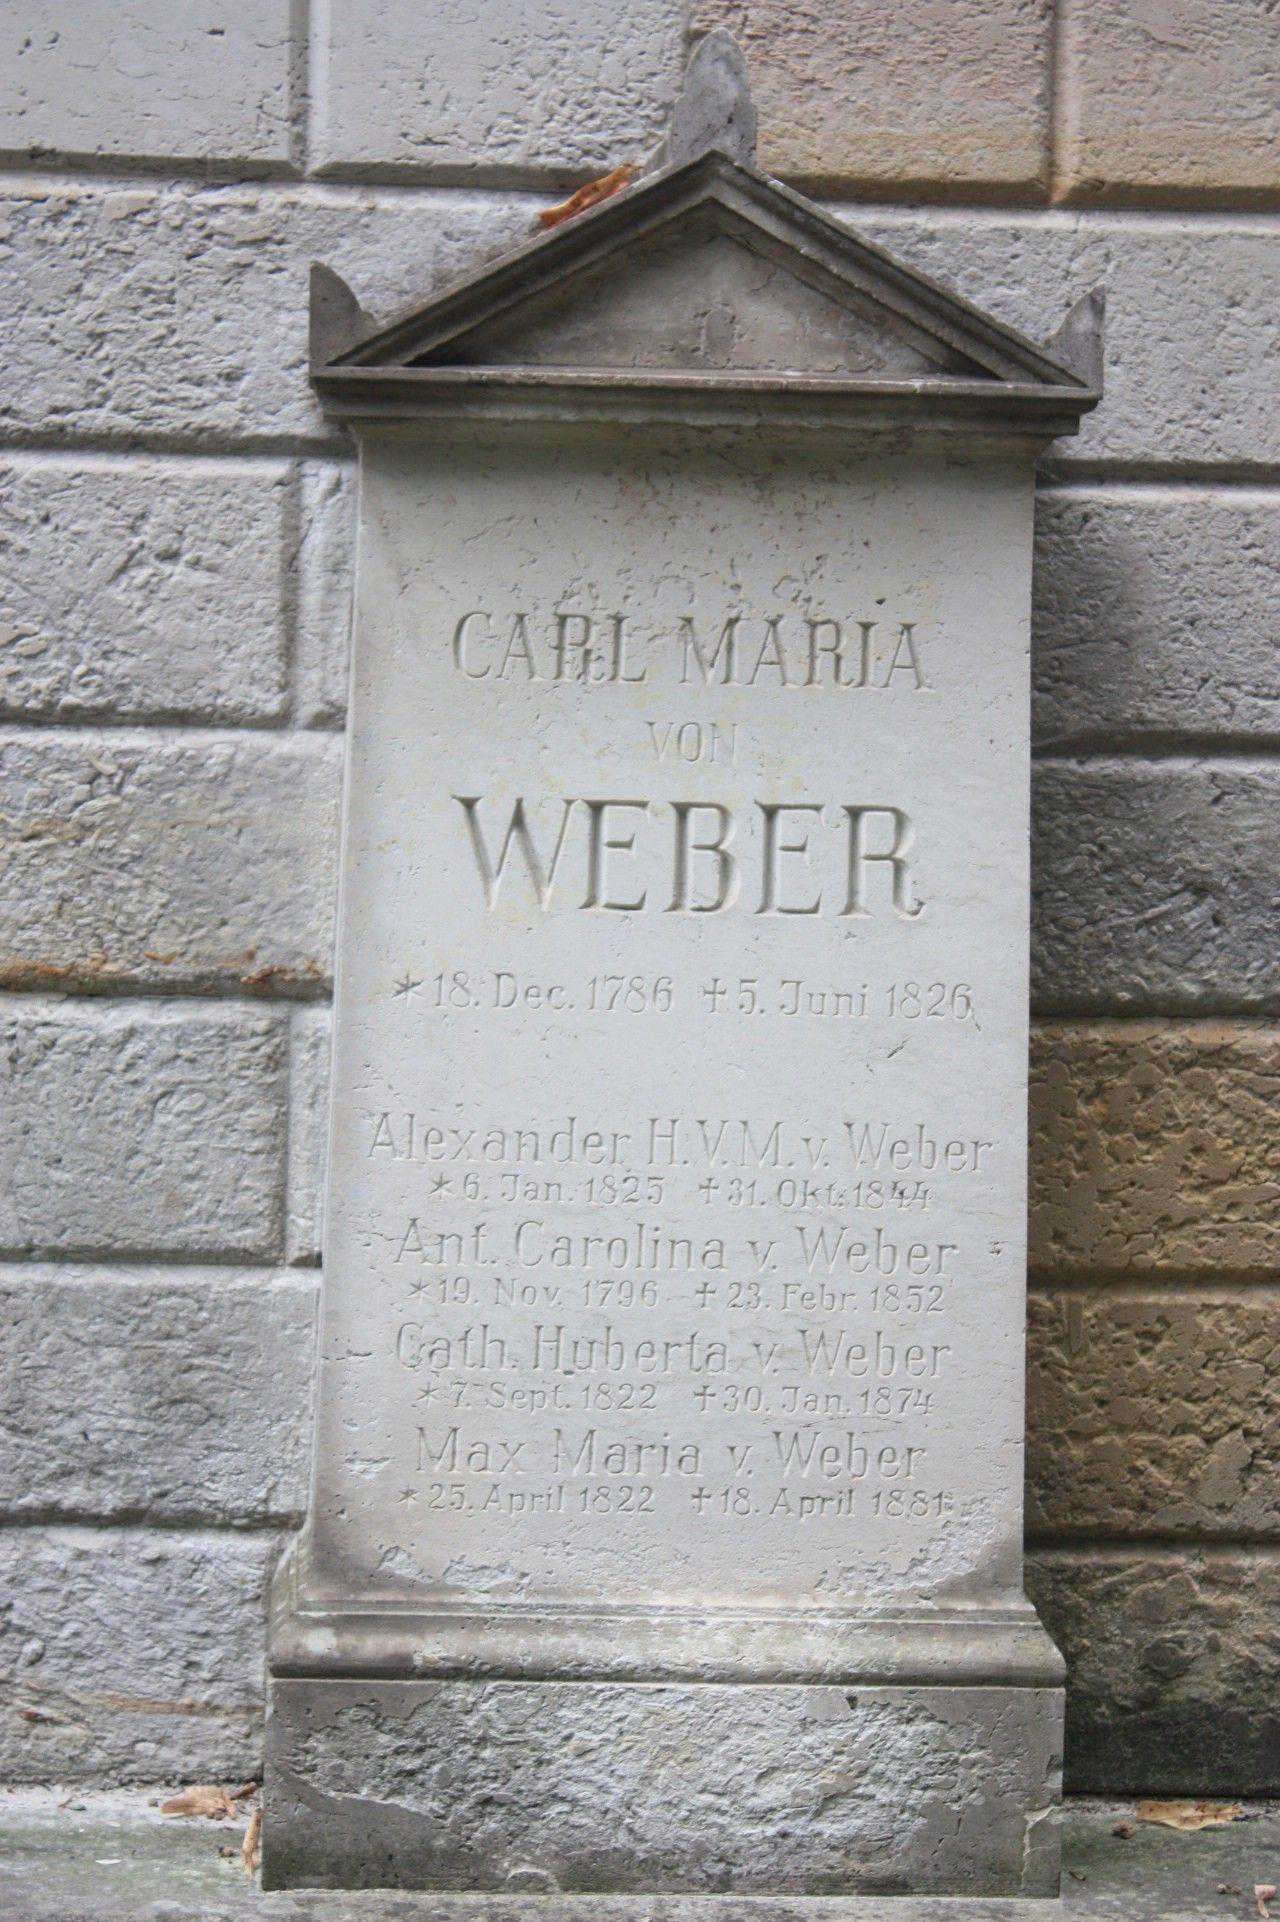 CARL MARIA
VON
WEBER
*18. Dec. 1786 †5. Juni 1826
Alexander H.V.M.v.Weber
*6. Jan. 1825 †31. Okt. 1844
Ant. Carolina v. Weber
*19. Nov. 1796 †23. Febr. 1852
Cath. Huberta v. Weber
*7. Sept. 1822 †30. Jan. 1874
Max Maria v. Weber
*25. April 1822 †18. April 1881